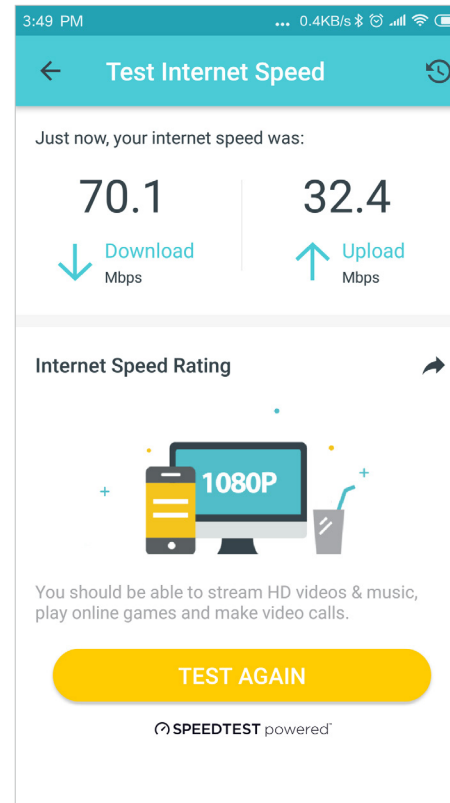 3:49 PM ... 0.4KB/s
Test Internet Speed
Just now, your internet speed was:
70.1 32.4
Download Upload
Mbps Mbps
Internet Speed Rating
1080P
You should be able to stream HD videos & music,
play online games and make video calls.
TEST AGAIN
SPEEDTEST powered™